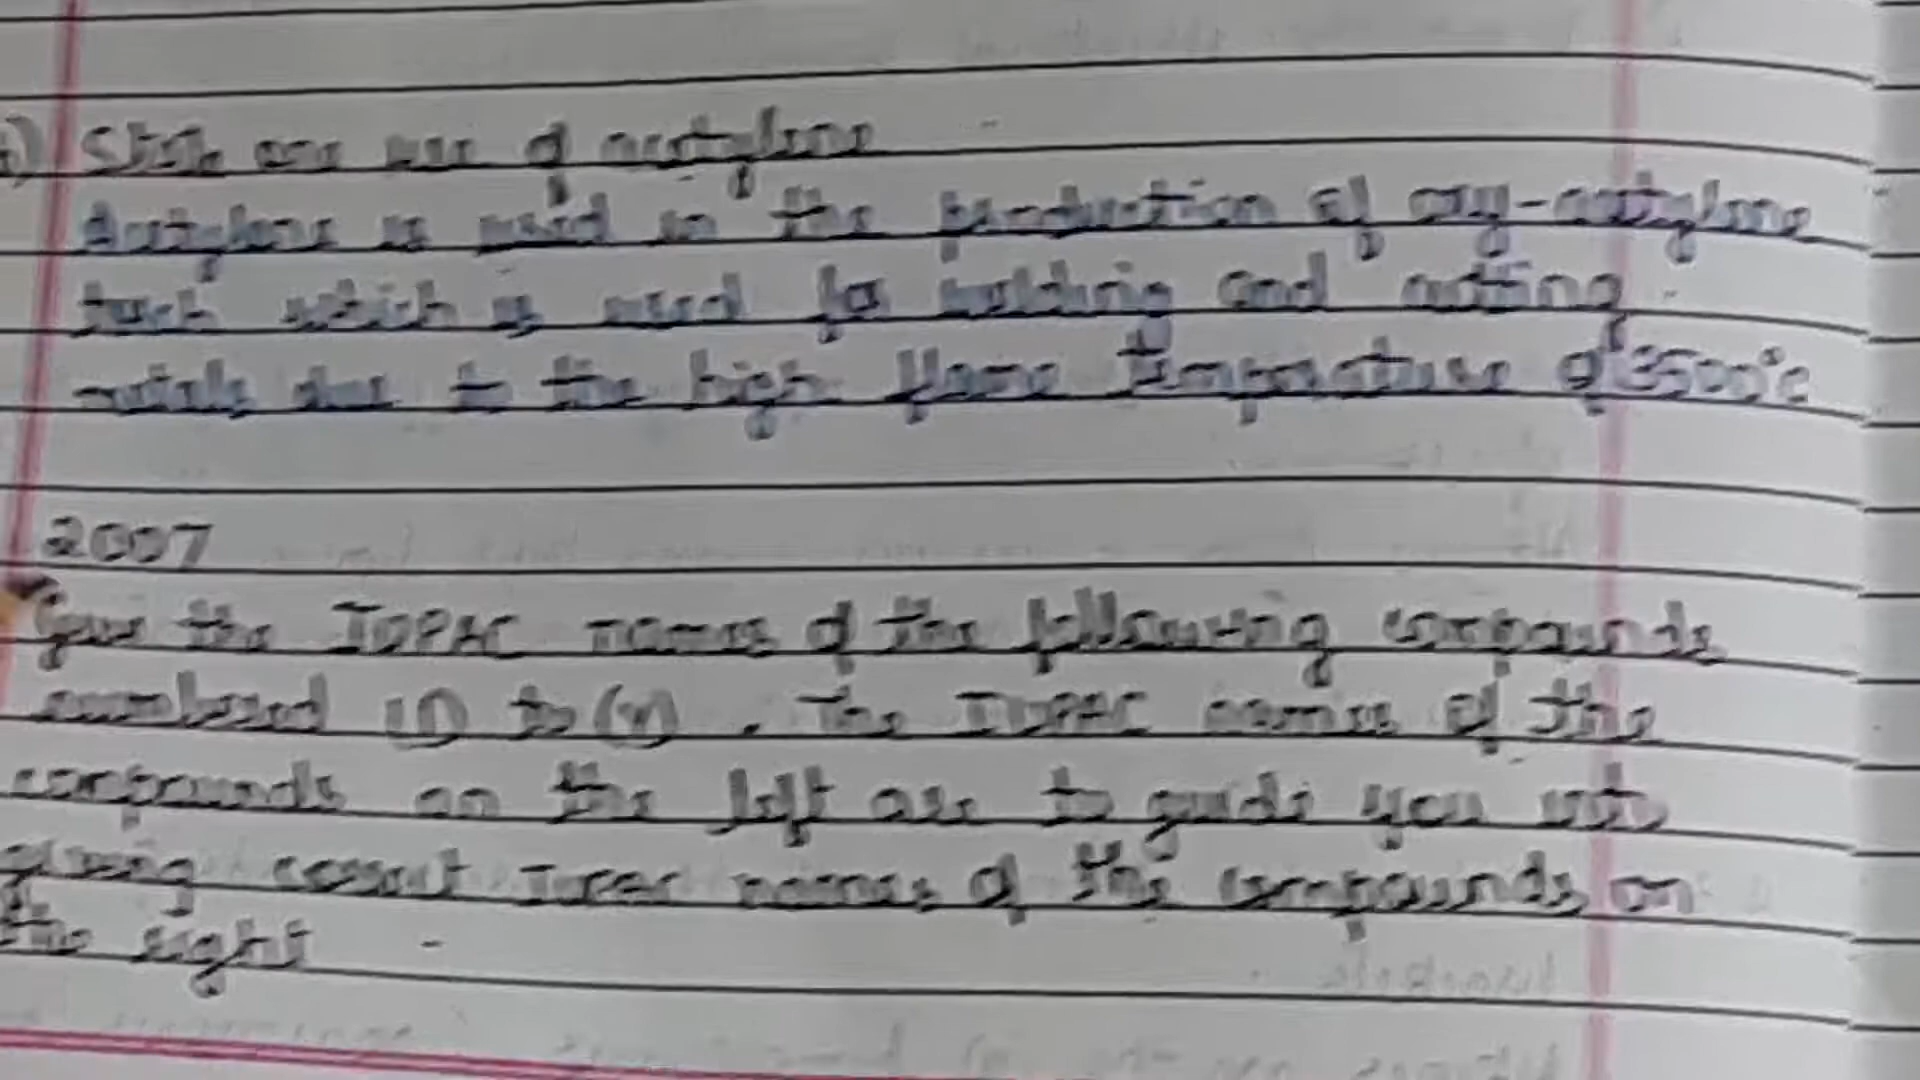 State one use of acetylene
Acetylene is used in the production of oxy-acetylene
torch which is used for welding and cutting
metals due to the high flame temperature of 3500°C
2007
Give the IUPAC names of the following compounds
numbered (i) to (v). The IUPAC names of the
compounds on the left are to guide you into
giving correct IUPAC names of the compounds on
the right